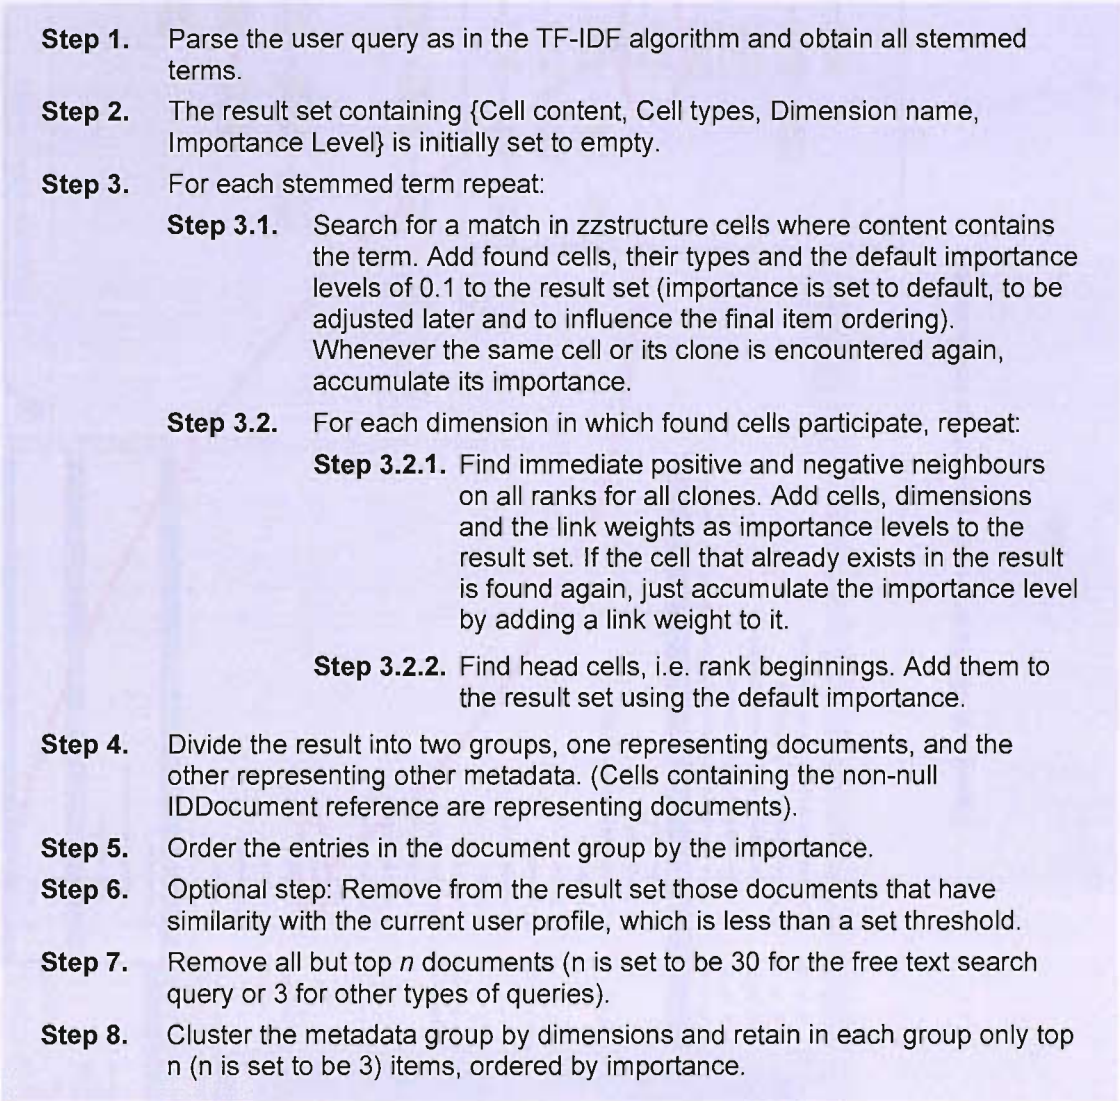 Step 1. Parse the user query as in the TF-IDF algorithm and obtain all stemmed
terms.
Step 2. The result set containing {Cell content, Cell types, Dimension name,
Importance Level} is initially set to empty.
Step 3. For each stemmed term repeat:
Step 3.1. Search for a match in zzstructure cells where content contains
the term. Add found cells, their types and the default importance
levels of 0.1 to the result set (importance is set to default, to be
adjusted later and to influence the final item ordering).
Whenever the same cell or its clone is encountered again,
accumulate its importance.
Step 3.2. For each dimension in which found cells participate, repeat:
Step 3.2.1. Find immediate positive and negative neighbours
on all ranks for all clones. Add cells, dimensions
and the link weights as importance levels to the
result set. If the cell that already exists in the result
is found again, just accumulate the importance level
by adding a link weight to it.
Step 3.2.2. Find head cells, i.e. rank beginnings. Add them to
the result set using the default importance.
Step 4. Divide the result into two groups, one representing documents, and the
other representing other metadata. (Cells containing the non-null
IDDocument reference are representing documents).
Step 5. Order the entries in the document group by the importance.
Step 6. Optional step: Remove from the result set those documents that have
similarity with the current user profile, which is less than a set threshold.
Step 7. Remove all but top n documents (n is set to be 30 for the free text search
query or 3 for other types of queries).
Step 8. Cluster the metadata group by dimensions and retain in each group only top
n (n is set to be 3) items, ordered by importance.